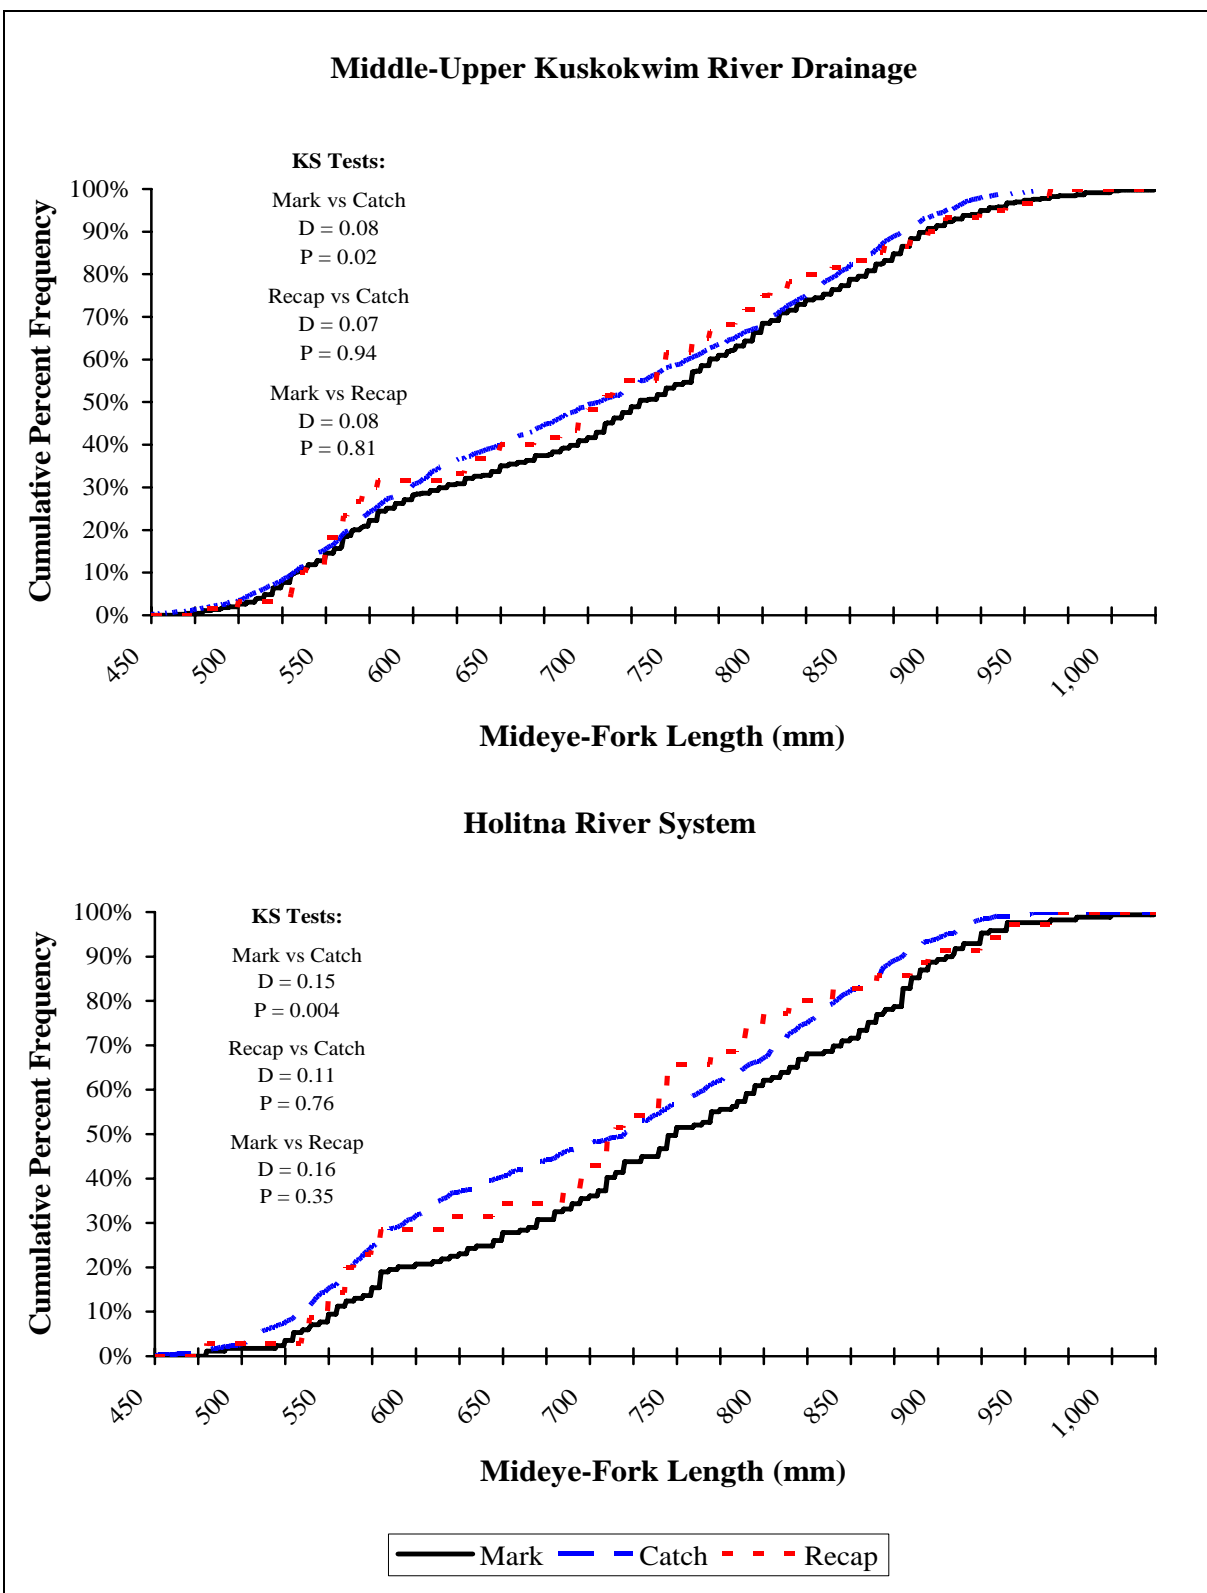 Middle-Upper Kuskokwim River Drainage
KS Tests:
Mark vs Catch
D = 0.08
P = 0.02
Recap vs Catch
D = 0.07
P = 0.94
Mark vs Recap
D = 0.08
P = 0.81
Cumulative Percent Frequency
100%
90%
80%
70%
60%
50%
40%
30%
20%
10%
0%
450
500
550
600
650
700
750
800
850
900
950
1,000
Mideye-Fork Length (mm)
Holitna River System
KS Tests:
Mark vs Catch
D = 0.15
P = 0.004
Recap vs Catch
D = 0.11
P = 0.76
Mark vs Recap
D = 0.16
P = 0.35
Cumulative Percent Frequency
100%
90%
80%
70%
60%
50%
40%
30%
20%
10%
0%
450
500
550
600
650
700
750
800
850
900
950
1,000
Mideye-Fork Length (mm)
Mark Catch Recap